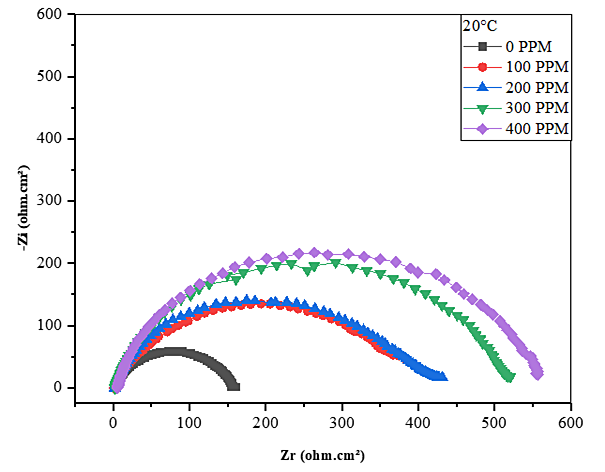 20°C
0 PPM
100 PPM
200 PPM
300 PPM
400 PPM
600
500
400
300
200
100
0
-Zi (ohm.cm²)
0
100
200
300
400
500
600
Zr (ohm.cm²)